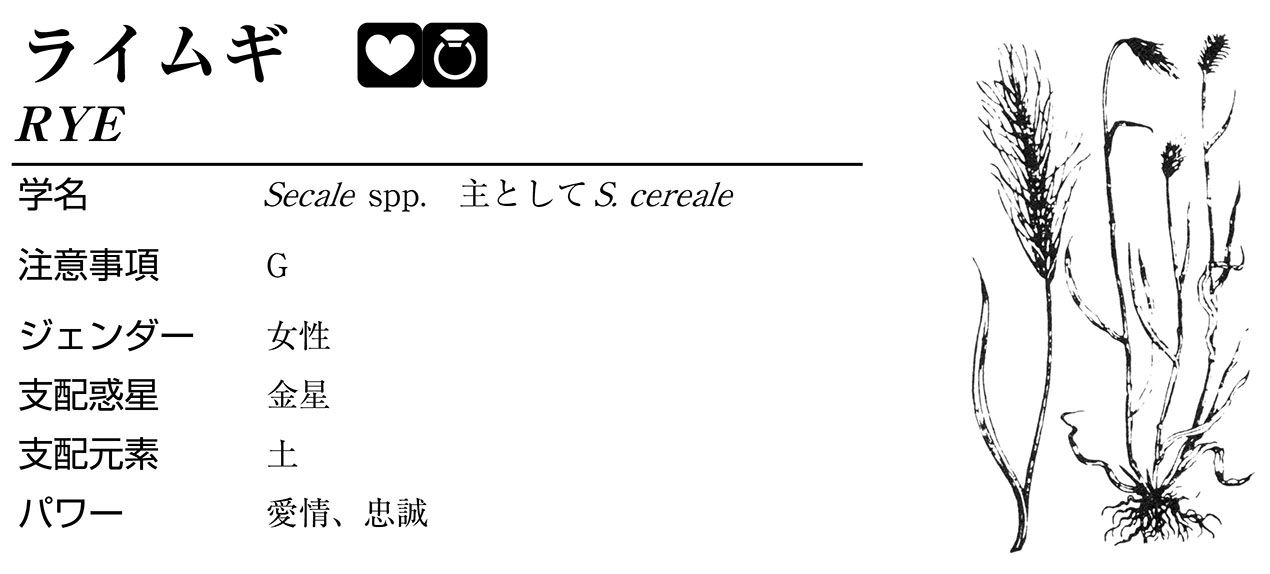 ライムギ
RYE
学名 Secale spp. 主としてS. cereale
注意事項 G
ジェンダー 女性
支配惑星 金星
支配元素 土
パワー 愛情、忠誠